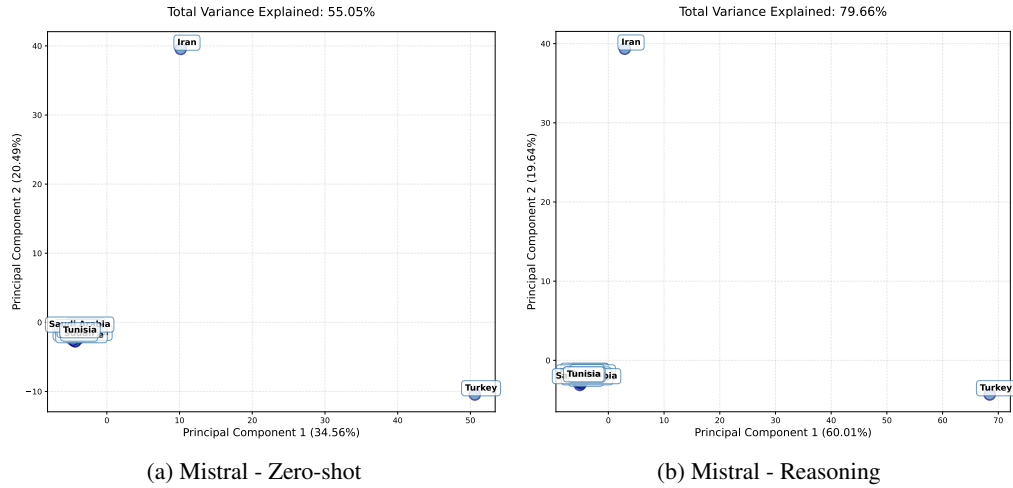 Total Variance Explained: 55.05%
40
30
20
10
0
−10
Principal Component 2 (20.49%)
Iran
Saudi Arabia
Tunisia
Turkey
0 10 20 30 40 50
Principal Component 1 (34.56%)
(a) Mistral - Zero-shot
Total Variance Explained: 79.66%
40
30
20
10
0
Principal Component 2 (19.64%)
Iran
Tunisia
Turkey
0 10 20 30 40 50 60 70
Principal Component 1 (60.01%)
(b) Mistral - Reasoning